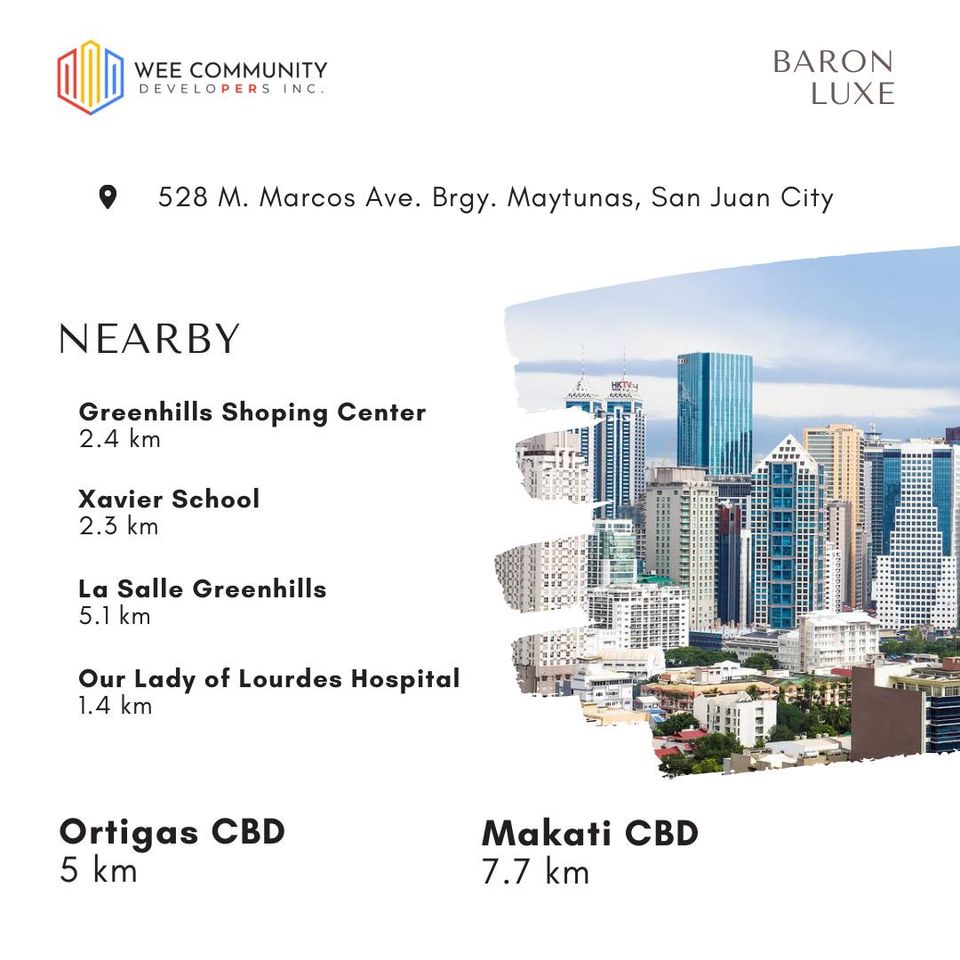 WEE COMMUNITY
DEVELOPERS INC.
BARON
LUXE
528 M. Marcos Ave. Brgy. Maytunas, San Juan City
NEARBY
Greenhills Shoping Center
2.4 km
Xavier School
2.3 km
La Salle Greenhills
5.1 km
Our Lady of Lourdes Hospital
1.4 km
HKTV
Ortigas CBD
5 km
Makati CBD
7.7 km